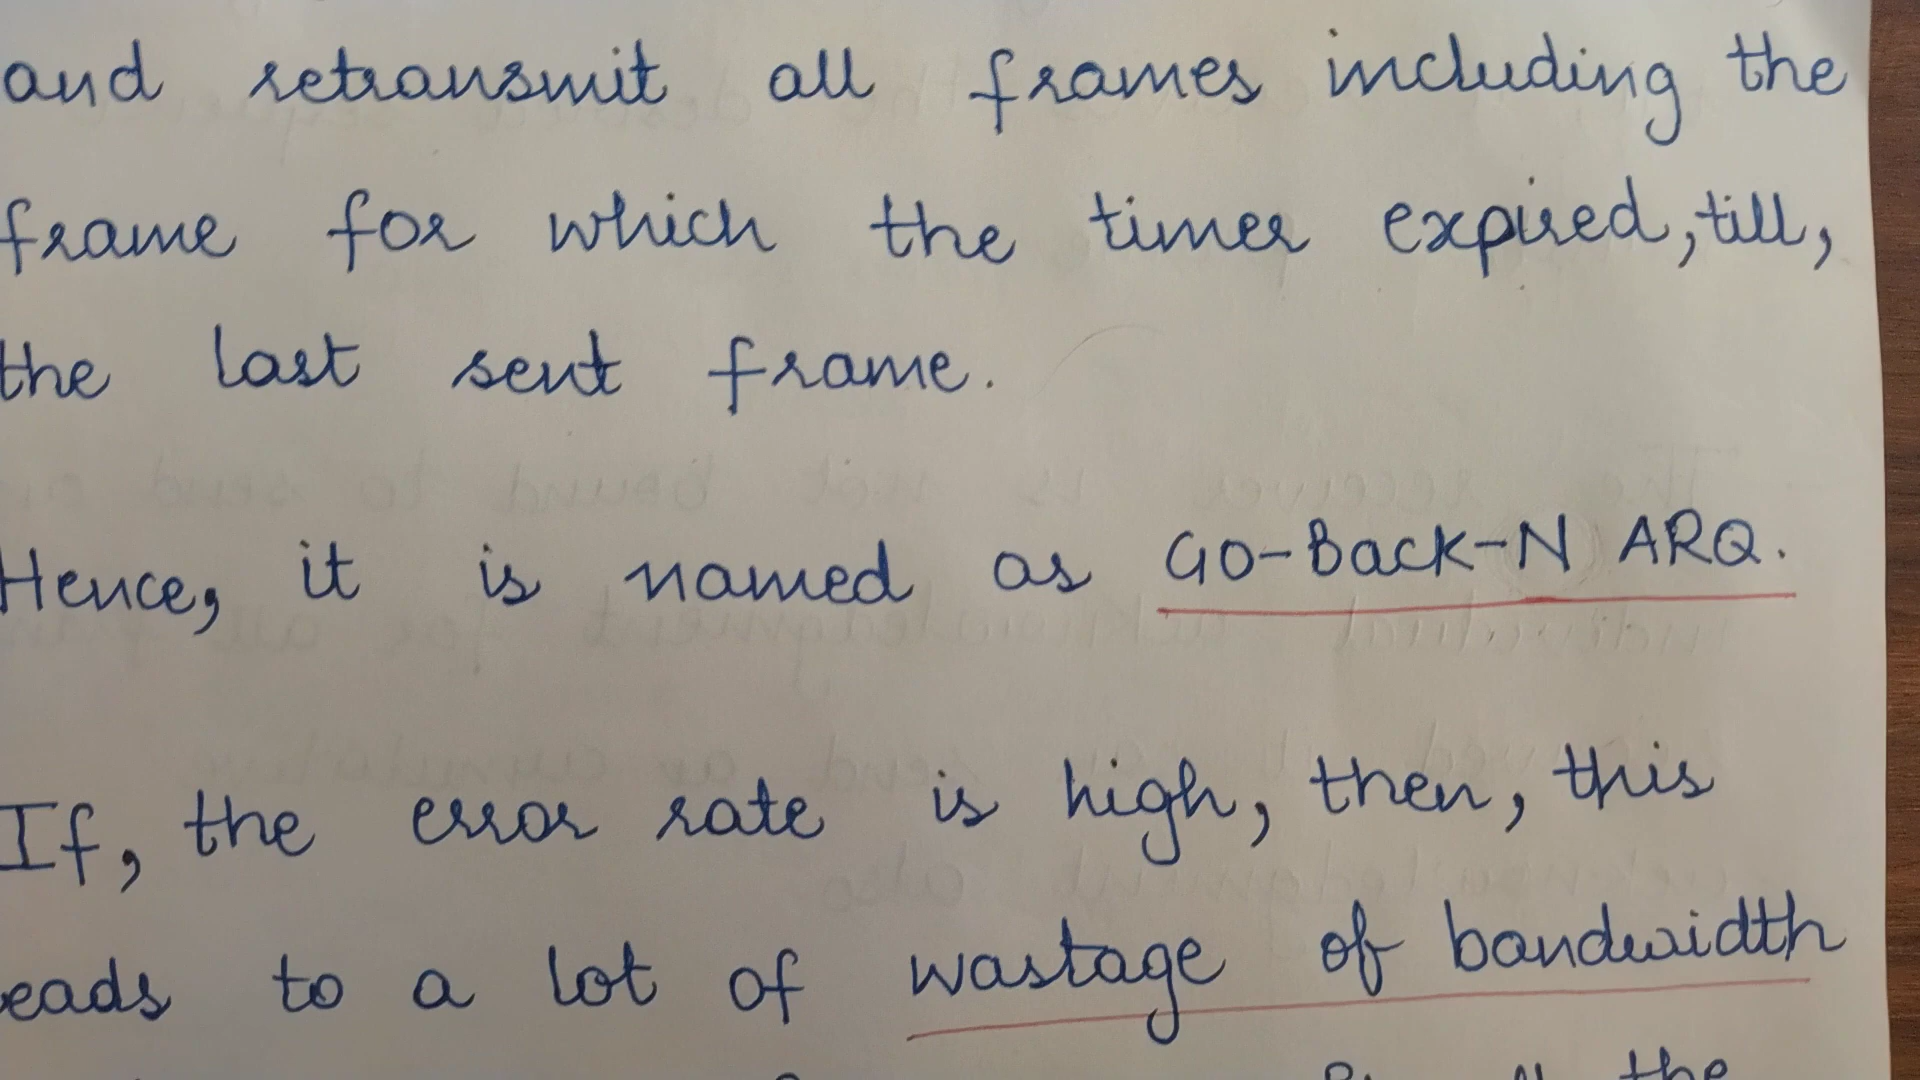 and retransmit all frames including the
frame for which the timer expired, till,
the last sent frame.
Hence, it is named as Go-Back-N ARQ.
If, the error rate is high, then, this
eads to a lot of wastage of bandwidth
the